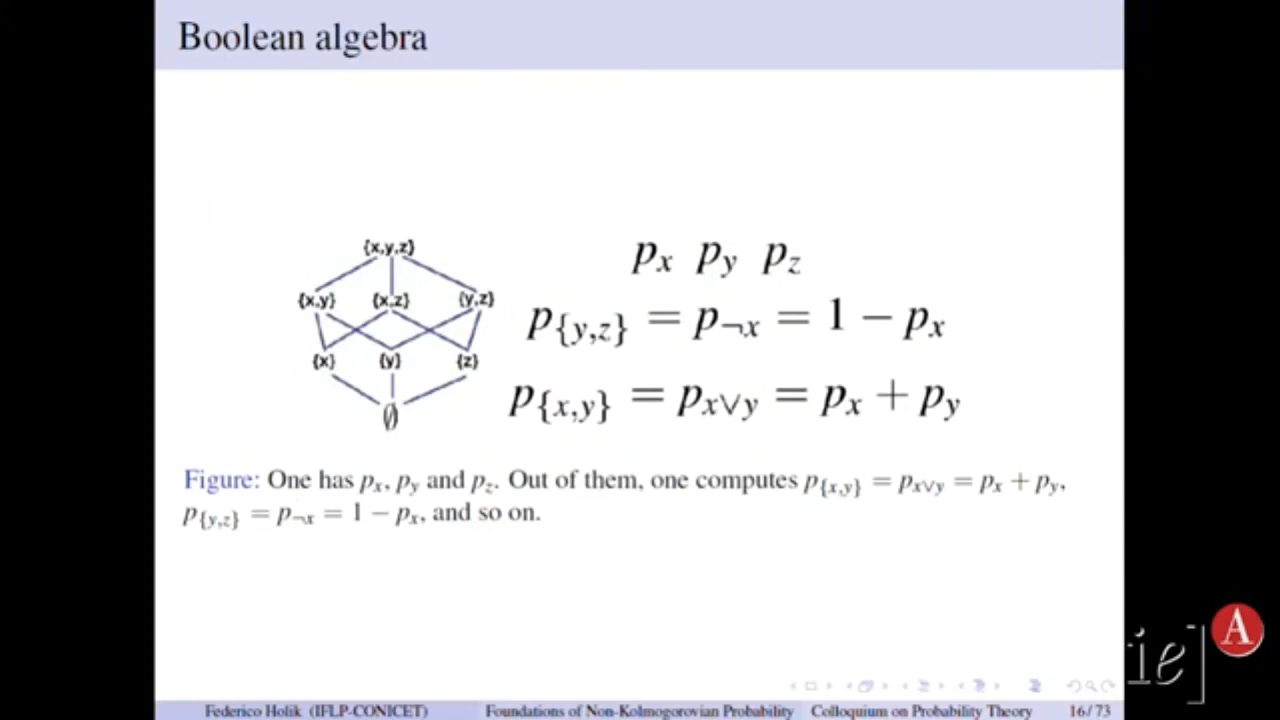 Boolean algebra
{x,y,z}
{x,y} {x,z} {y,z}
{x} {y} {z}
∅
p_x p_y p_z
p_{y,z} = p_¬x = 1 − p_x
p_{x,y} = p_x∨y = p_x + p_y
Figure: One has p_x, p_y and p_z. Out of them, one computes p_{x,y} = p_x∨y = p_x + p_y,
p_{y,z} = p_¬x = 1 − p_x, and so on.
ie] A
Federico Holik (IFLP-CONICET) Foundations of Non-Kolmogorovian Probability Colloquium on Probability Theory 16/73